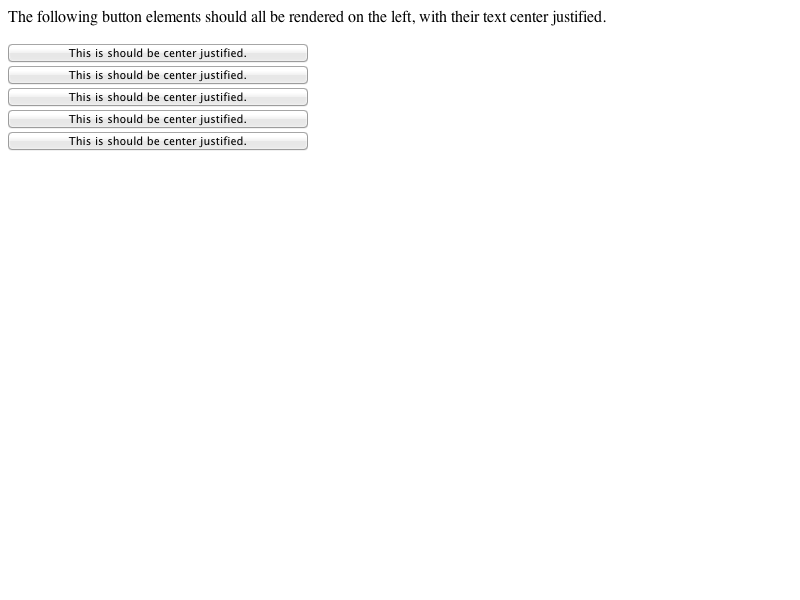 The following button elements should all be rendered on the left, with their text center justified.
This is should be center justified.
This is should be center justified.
This is should be center justified.
This is should be center justified.
This is should be center justified.